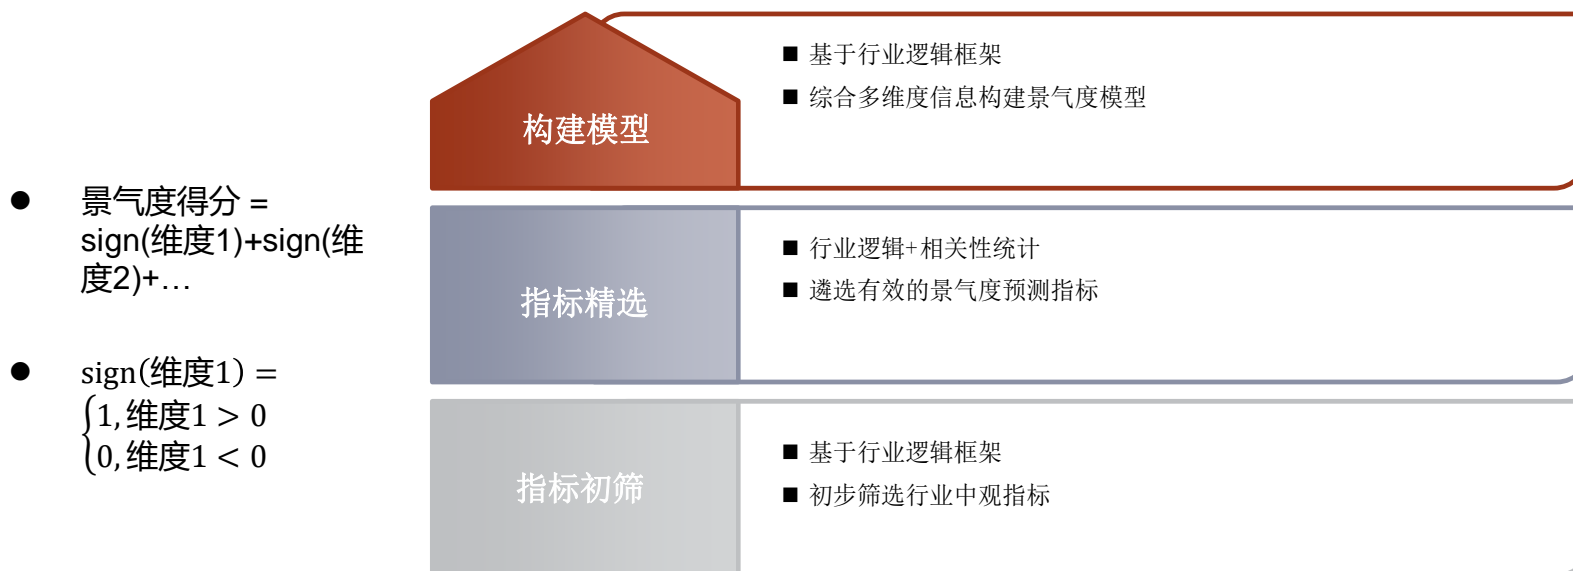 ● 景气度得分 =
sign(维度1)+sign(维
度2)+…
● sign(维度1) =
{1, 维度1 > 0
{0, 维度1 < 0
构建模型
■ 基于行业逻辑框架
■ 综合多维度信息构建景气度模型
指标精选
■ 行业逻辑+相关性统计
■ 遴选有效的景气度预测指标
指标初筛
■ 基于行业逻辑框架
■ 初步筛选行业中观指标